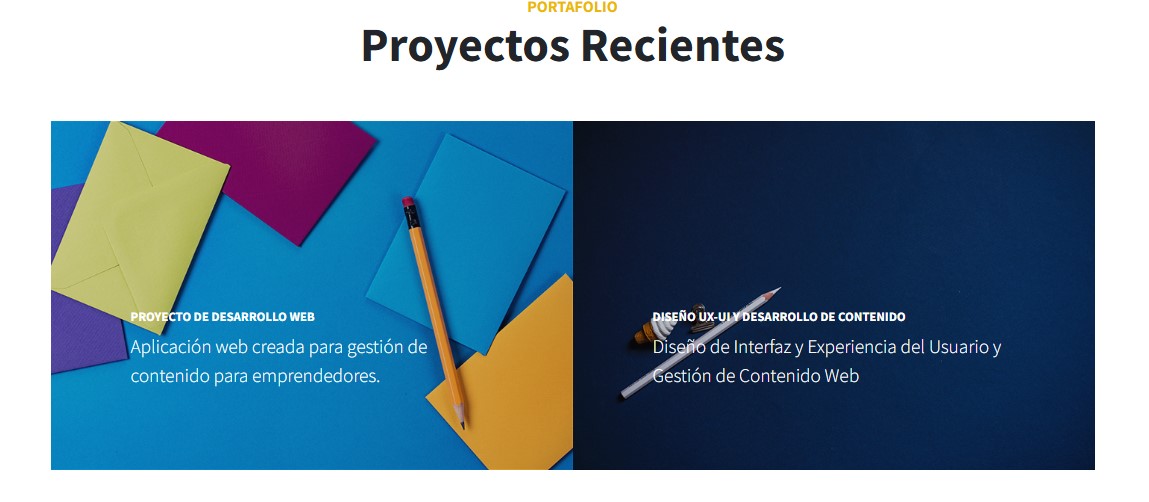 PORTAFOLIO
Proyectos Recientes
PROYECTO DE DESARROLLO WEB
Aplicación web creada para gestión de
contenido para emprendedores.
DISEÑO UX-UI Y DESARROLLO DE CONTENIDO
Diseño de Interfaz y Experiencia del Usuario y
Gestión de Contenido Web